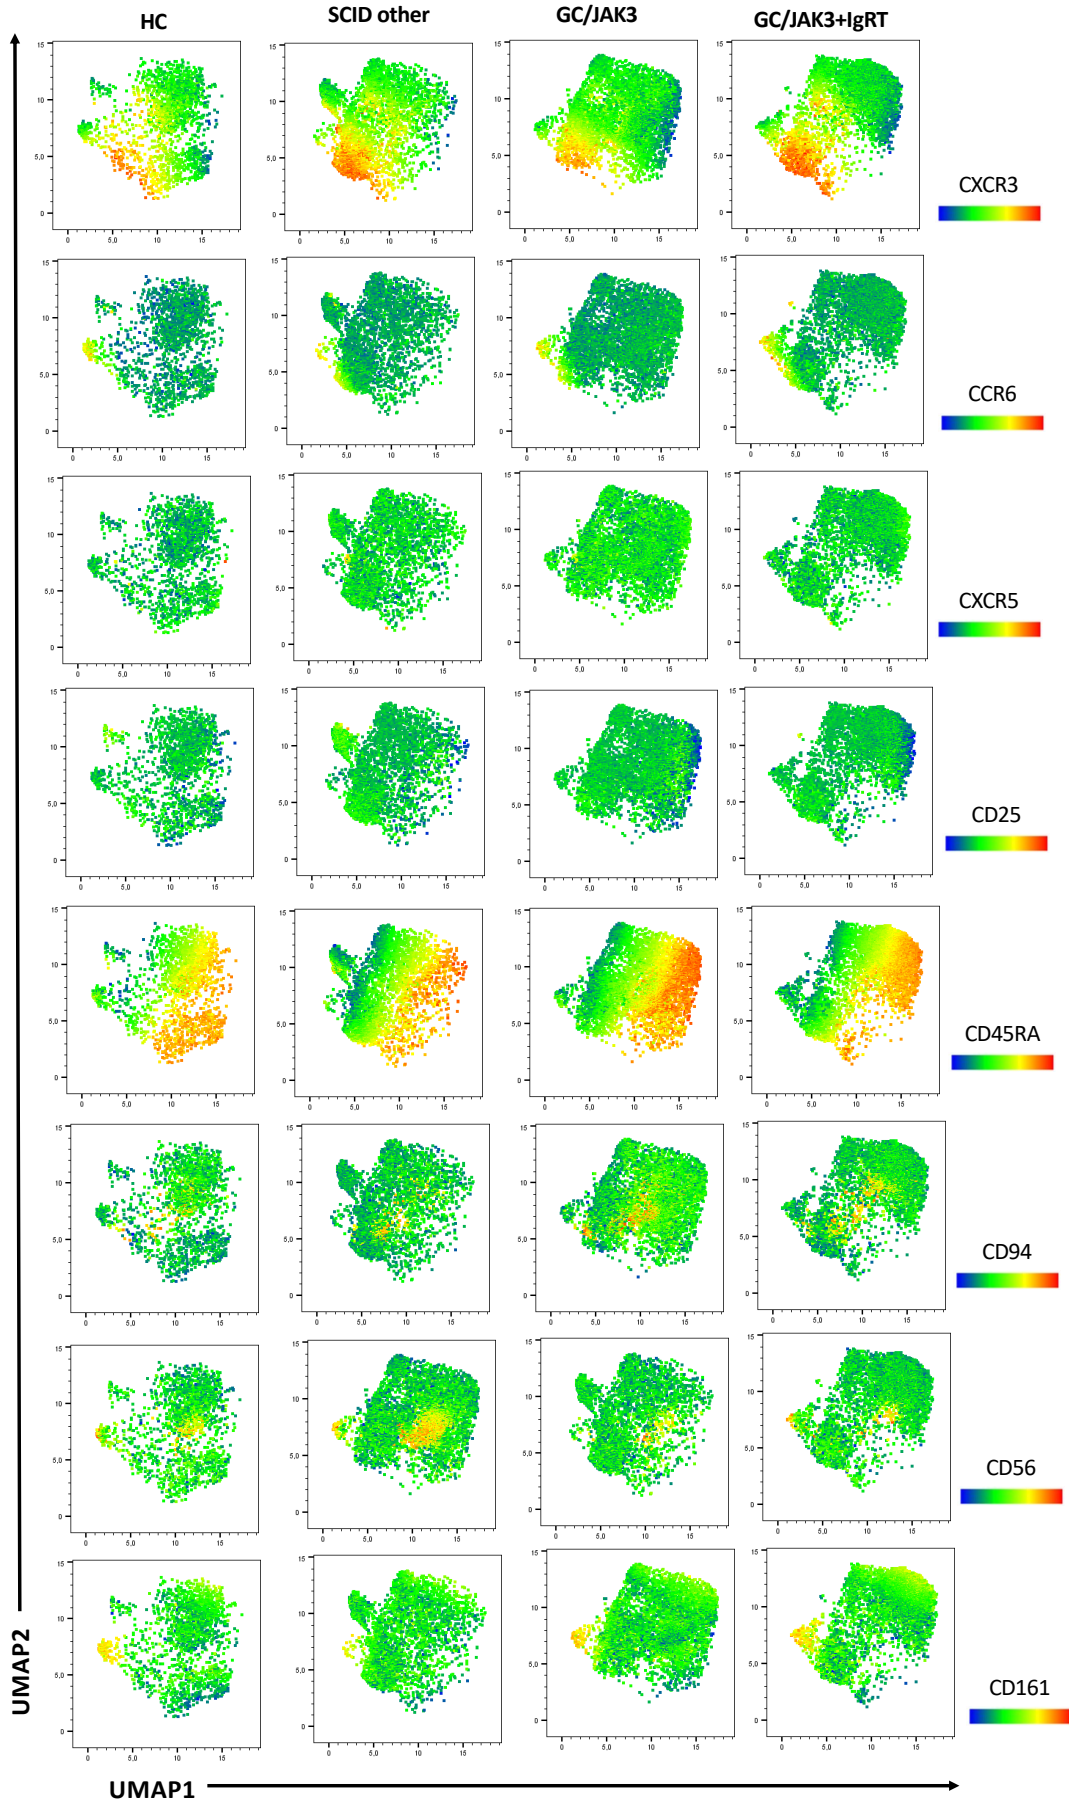 HC SCID other GC/JAK3 GC/JAK3+IgRT
CXCR3
CCR6
CXCR5
CD25
CD45RA
CD94
CD56
CD161
UMAP2
UMAP1